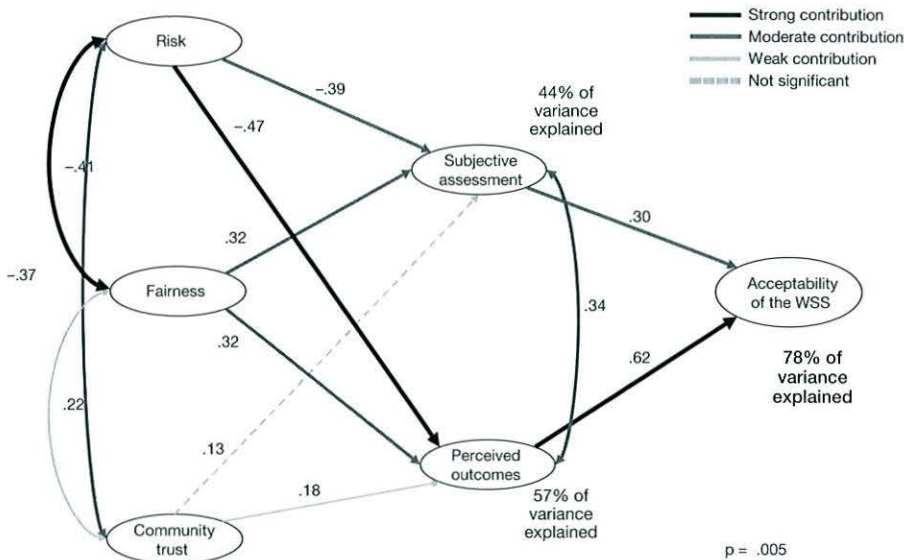 Strong contribution
Moderate contribution
Weak contribution
Not significant
Risk
–.39
44% of
variance
explained
–.47
Subjective
assessment
–.41
.30
.32
–.37
Fairness
Acceptability
of the WSS
.34
.32
.62
78% of
variance
explained
.22
.13
Perceived
outcomes
.18
57% of
variance
explained
Community
trust
p = .005